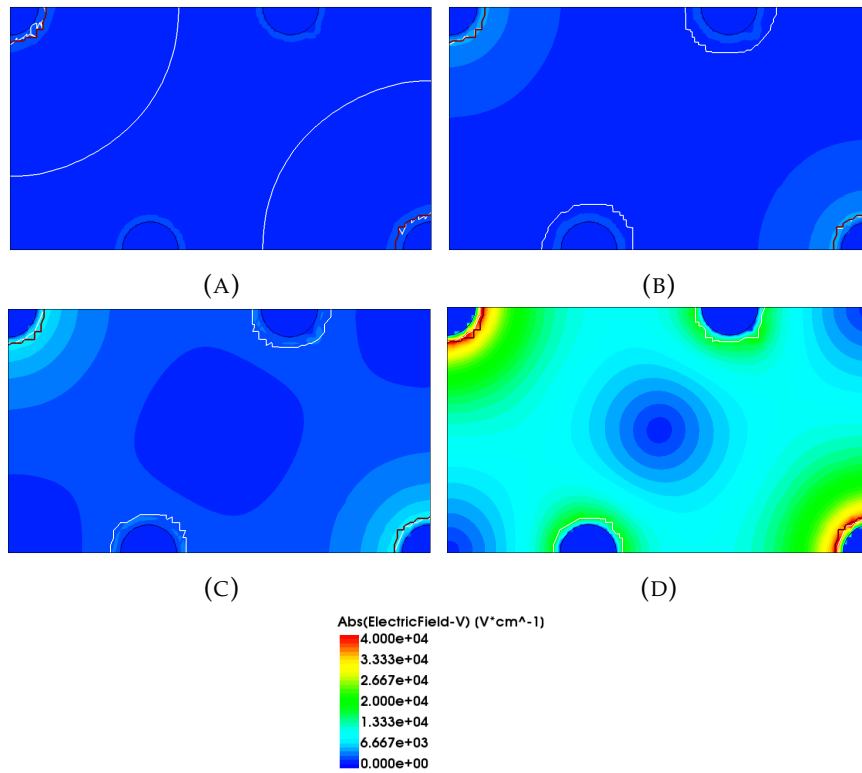 (A)
(B)
(C)
(D)
Abs(ElectricField-V) [V*cm^-1]
4.000e+04
3.333e+04
2.667e+04
2.000e+04
1.333e+04
6.667e+03
0.000e+00